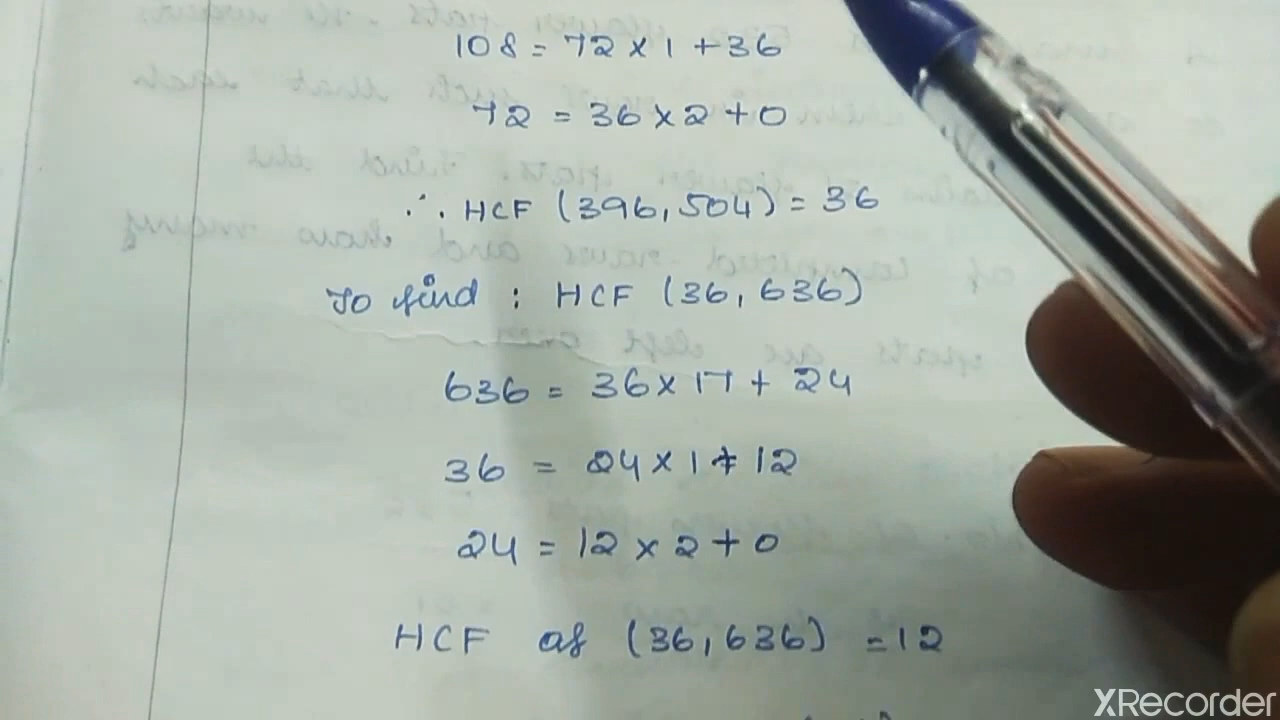 108 = 72 × 1 + 36
72 = 36 × 2 + 0
∴ HCF (396, 504) = 36
To find : HCF (36, 636)
636 = 36 × 17 + 24
36 = 24 × 1 + 12
24 = 12 × 2 + 0
HCF of (36, 636) = 12
XRecorder